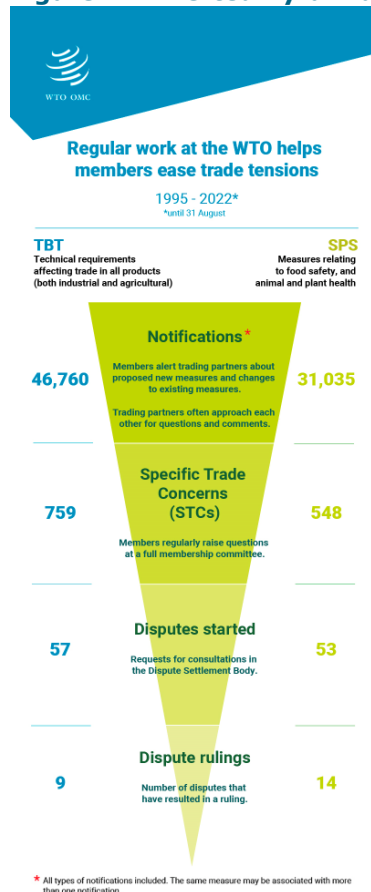 WTO OMC
Regular work at the WTO helps
members ease trade tensions
1995 - 2022*
*until 31 August
TBT
Technical requirements
affecting trade in all products
(both industrial and agricultural)
SPS
Measures relating
to food safety, and
animal and plant health
Notifications*
46,760
Members alert trading partners about
proposed new measures and changes
to existing measures.
Trading partners often approach each
other for questions and comments.
31,035
Specific Trade
Concerns
(STCs)
759
548
Members regularly raise questions
at a full membership committee.
Disputes started
57
53
Requests for consultations in
the Dispute Settlement Body.
Dispute rulings
9
14
Number of disputes that
have resulted in a ruling.
* All types of notifications included. The same measure may be associated with more
than one notification